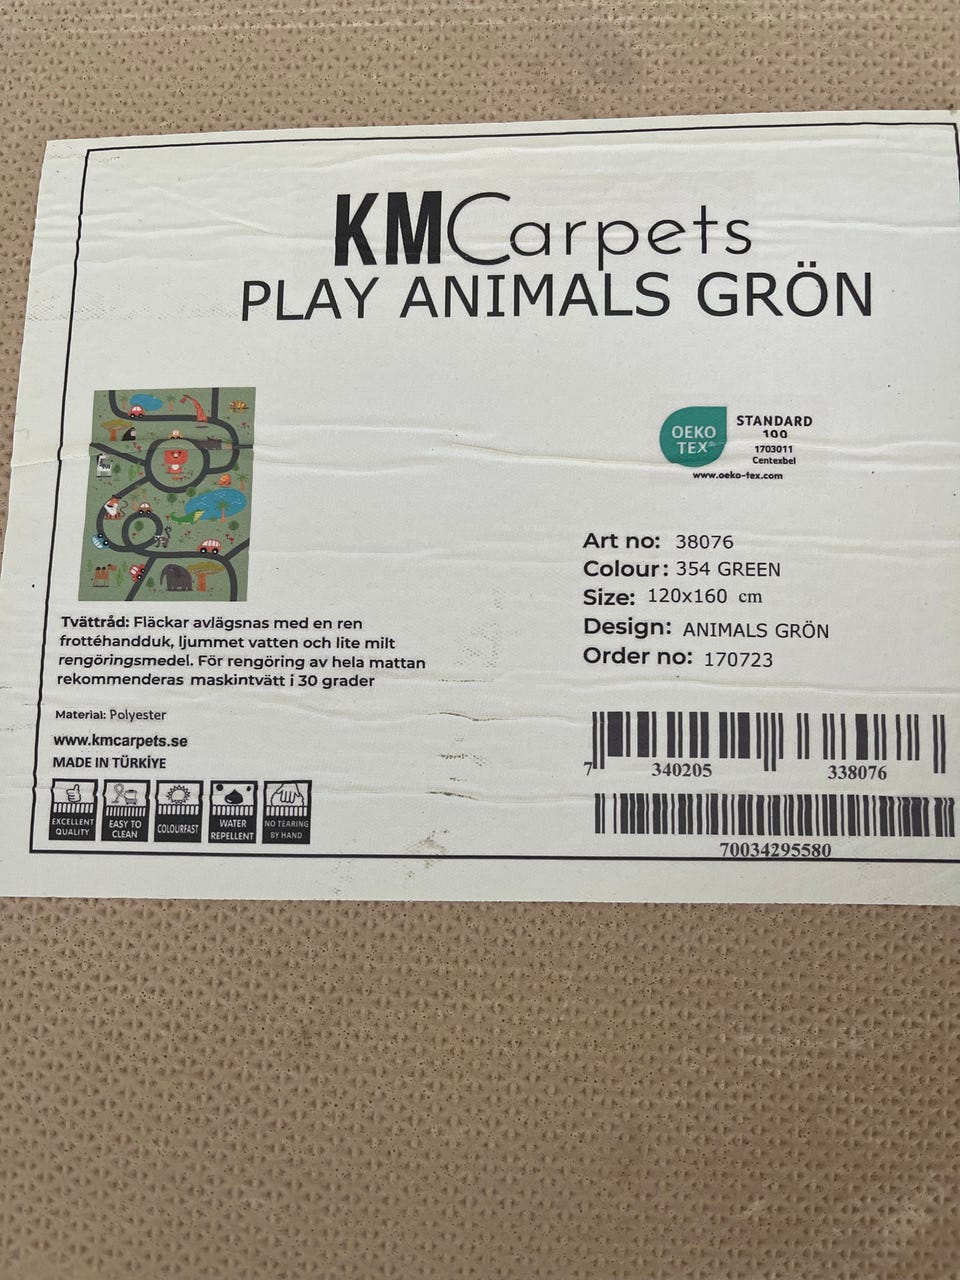 KMCarpets
PLAY ANIMALS GRÖN
OEKO
TEX®
STANDARD
100
1703011
Centexbel
www.oeko-tex.com
Art no: 38076
Colour: 354 GREEN
Size: 120x160 cm
Design: ANIMALS GRÖN
Order no: 170723
Tvättråd: Fläckar avlägsnas med en ren
frottéhandduk, ljummet vatten och lite milt
rengöringsmedel. För rengöring av hela mattan
rekommenderas maskintvätt i 30 grader
Material: Polyester
www.kmcarpets.se
MADE IN TÜRKİYE
EXCELLENT
QUALITY
EASY TO
CLEAN
COLOURFAST
WATER
REPELLENT
NO TEARING
BY HAND
7 340205 338076
70034295580